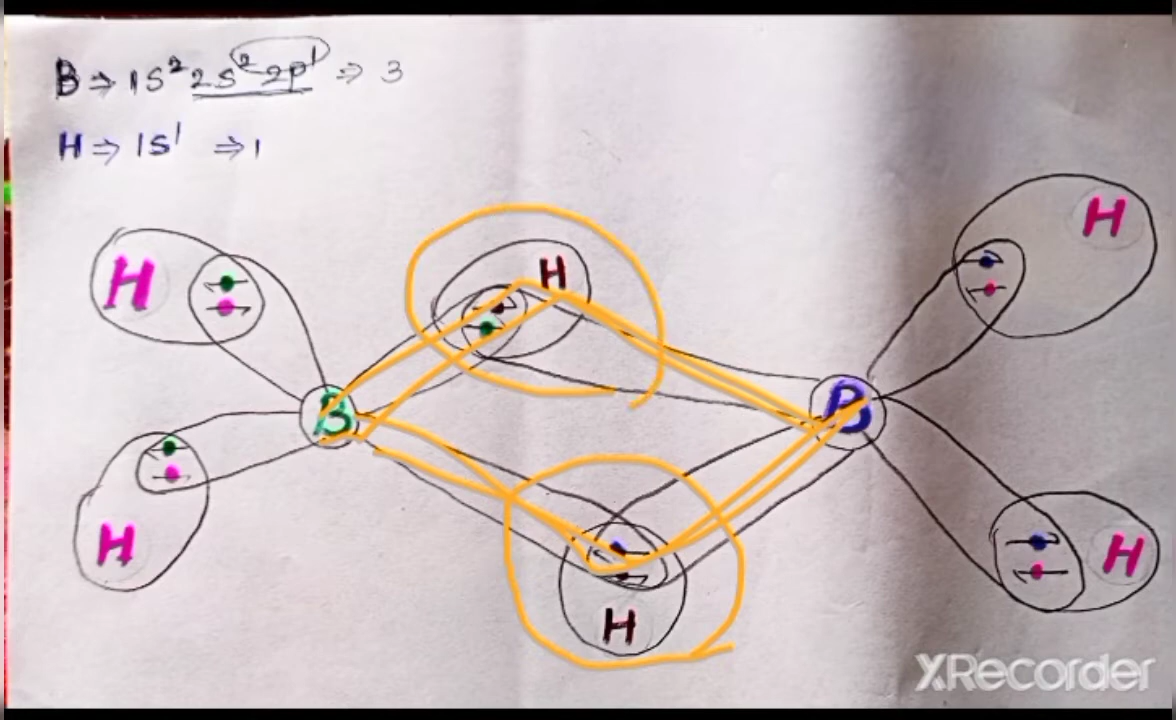 B ⇒ 1S² 2S² 2P¹ ⇒ 3
H ⇒ 1S¹ ⇒ 1
H
H
H
B
B
H
H
H
XRecorder